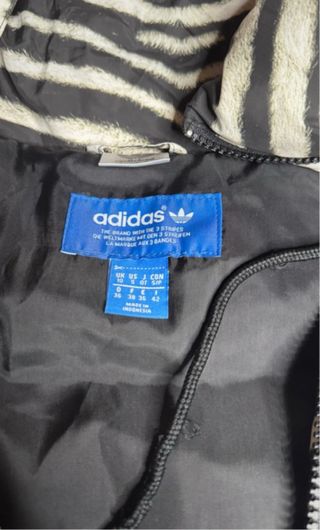 adidas®
THE BRAND WITH THE 3 STRIPES
DIE WELTMARKE MIT DEN 3 STREIFEN
LA MARQUE AUX 3 BANDES
UK US J CDN
10 S OT S/P
D F E I
36 38 36 42
MADE IN
INDONESIA